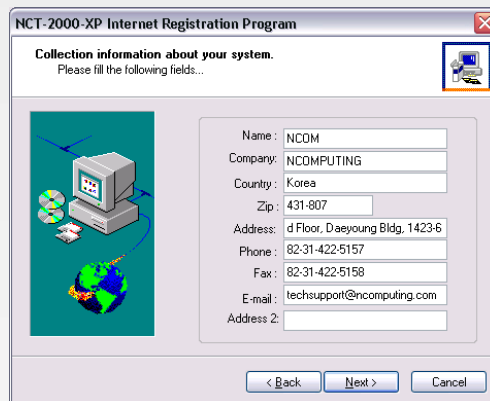 NCT-2000-XP Internet Registration Program
Collection information about your system.
Please fill the following fields...
Name : NCOM
Company: NCOMPUTING
Country : Korea
Zip : 431-807
Address: d Floor, Daeyoung Bldg, 1423-6
Phone : 82-31-422-5157
Fax : 82-31-422-5158
E-mail : techsupport@ncomputing.com
Address 2:
< Back Next > Cancel